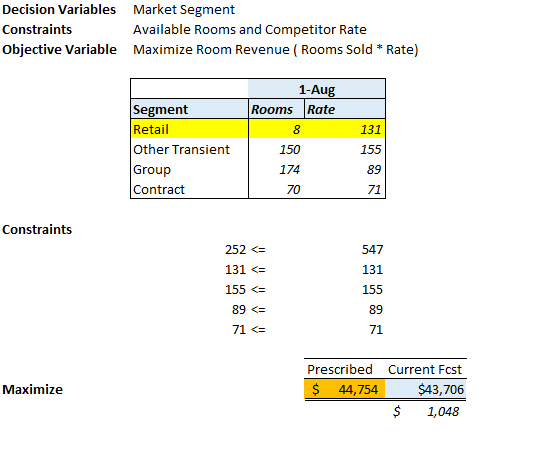 Decision Variables Market Segment
Constraints Available Rooms and Competitor Rate
Objective Variable Maximize Room Revenue ( Rooms Sold * Rate)
1-Aug
Segment Rooms Rate
Retail 8 131
Other Transient 150 155
Group 174 89
Contract 70 71
Constraints
252 <= 547
131 <= 131
155 <= 155
89 <= 89
71 <= 71
Prescribed Current Fcst
Maximize $ 44,754 $43,706
$ 1,048